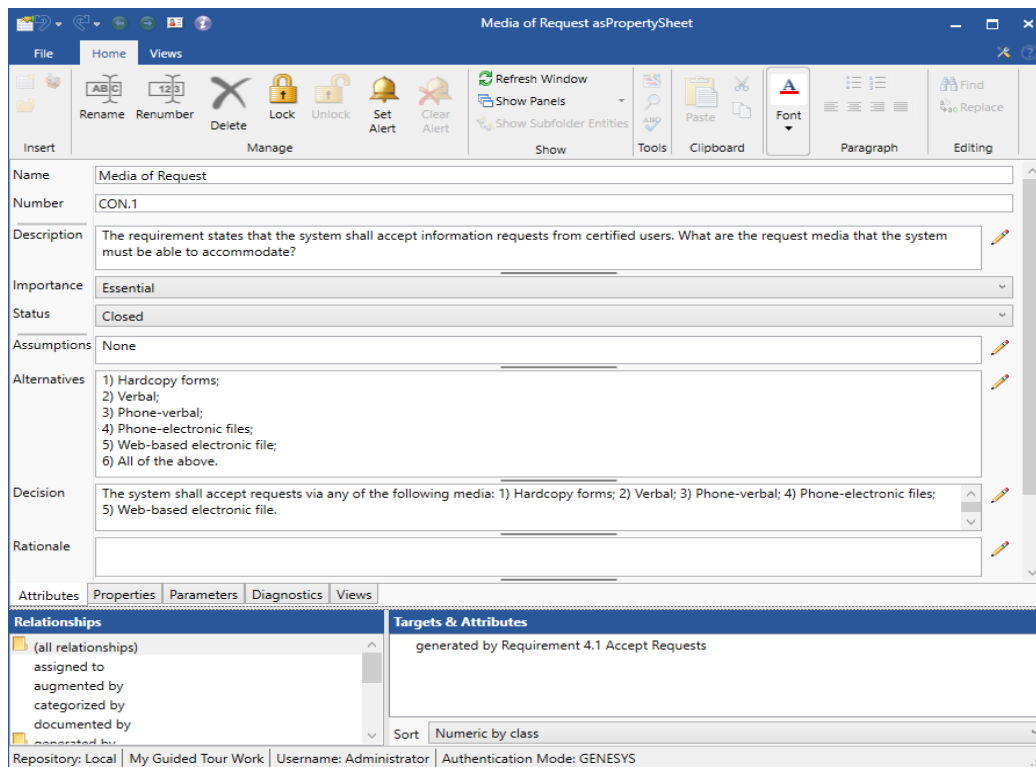 Media of Request asPropertySheet
File Home Views
Rename Renumber Delete Lock Unlock Set Alert Clear Alert
Refresh Window
Show Panels
Show Subfolder Entities
Paste
Font
Find
Replace
Insert Manage Show Tools Clipboard Paragraph Editing
Name Media of Request
Number CON.1
Description The requirement states that the system shall accept information requests from certified users. What are the request media that the system
must be able to accommodate?
Importance Essential
Status Closed
Assumptions None
Alternatives 1) Hardcopy forms;
2) Verbal;
3) Phone-verbal;
4) Phone-electronic files;
5) Web-based electronic file;
6) All of the above.
Decision The system shall accept requests via any of the following media: 1) Hardcopy forms; 2) Verbal; 3) Phone-verbal; 4) Phone-electronic files;
5) Web-based electronic file.
Rationale
Attributes Properties Parameters Diagnostics Views
Relationships Targets & Attributes
(all relationships) generated by Requirement 4.1 Accept Requests
assigned to
augmented by
categorized by
documented by
generated by
Sort Numeric by class
Repository: Local My Guided Tour Work Username: Administrator Authentication Mode: GENESYS